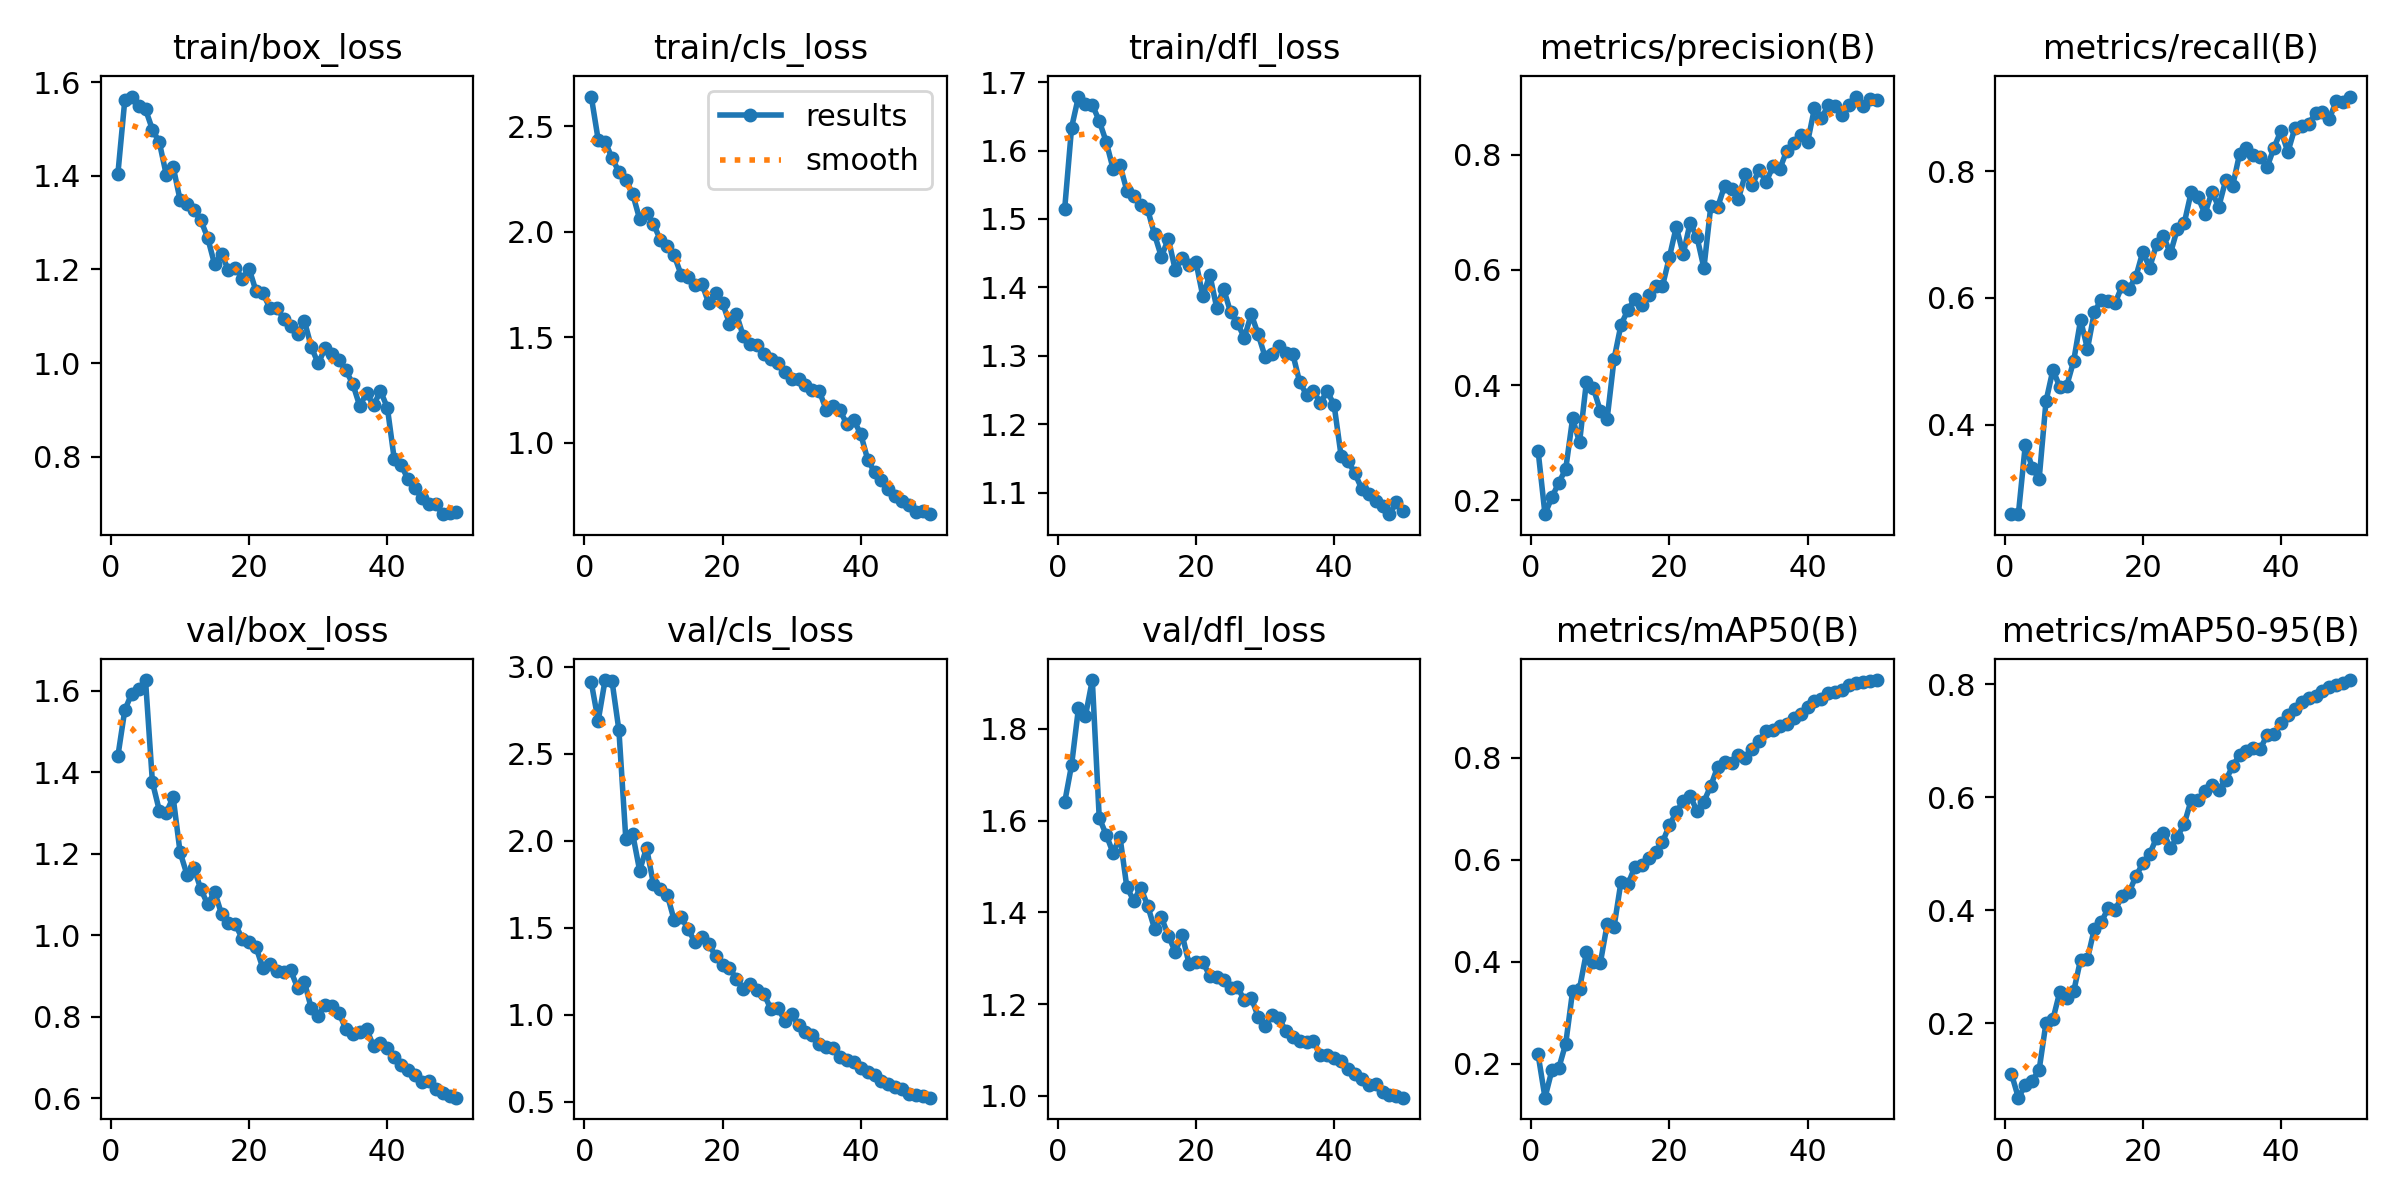 train/box_loss
1.6
1.4
1.2
1.0
0.8
0 20 40
train/cls_loss
results
smooth
2.5
2.0
1.5
1.0
0 20 40
train/dfl_loss
1.7
1.6
1.5
1.4
1.3
1.2
1.1
0 20 40
metrics/precision(B)
0.8
0.6
0.4
0.2
0 20 40
metrics/recall(B)
0.8
0.6
0.4
0 20 40
val/box_loss
1.6
1.4
1.2
1.0
0.8
0.6
0 20 40
val/cls_loss
3.0
2.5
2.0
1.5
1.0
0.5
0 20 40
val/dfl_loss
1.8
1.6
1.4
1.2
1.0
0 20 40
metrics/mAP50(B)
0.8
0.6
0.4
0.2
0 20 40
metrics/mAP50-95(B)
0.8
0.6
0.4
0.2
0 20 40